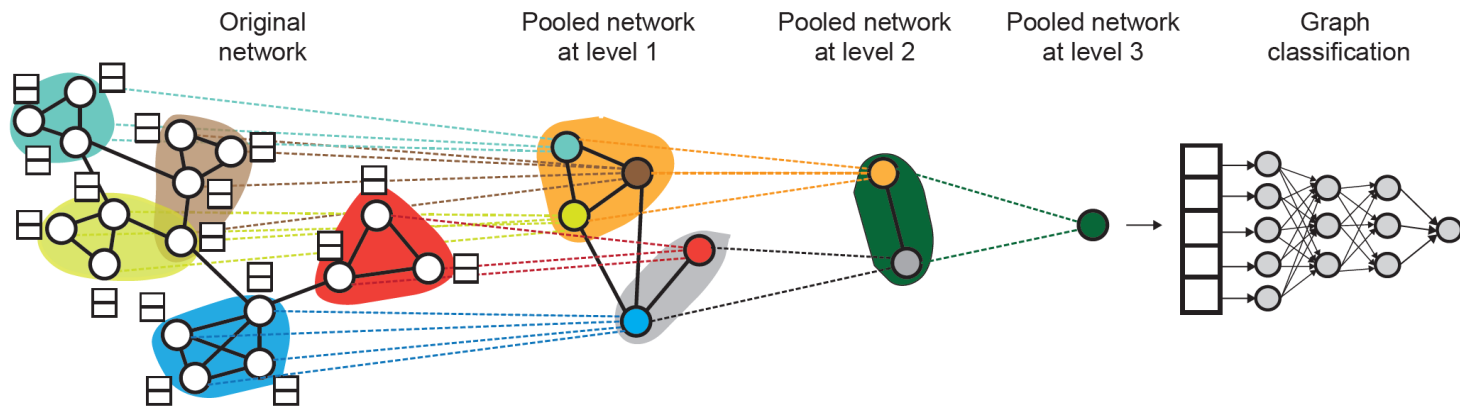 Original
network
Pooled network
at level 1
Pooled network
at level 2
Pooled network
at level 3
Graph
classification